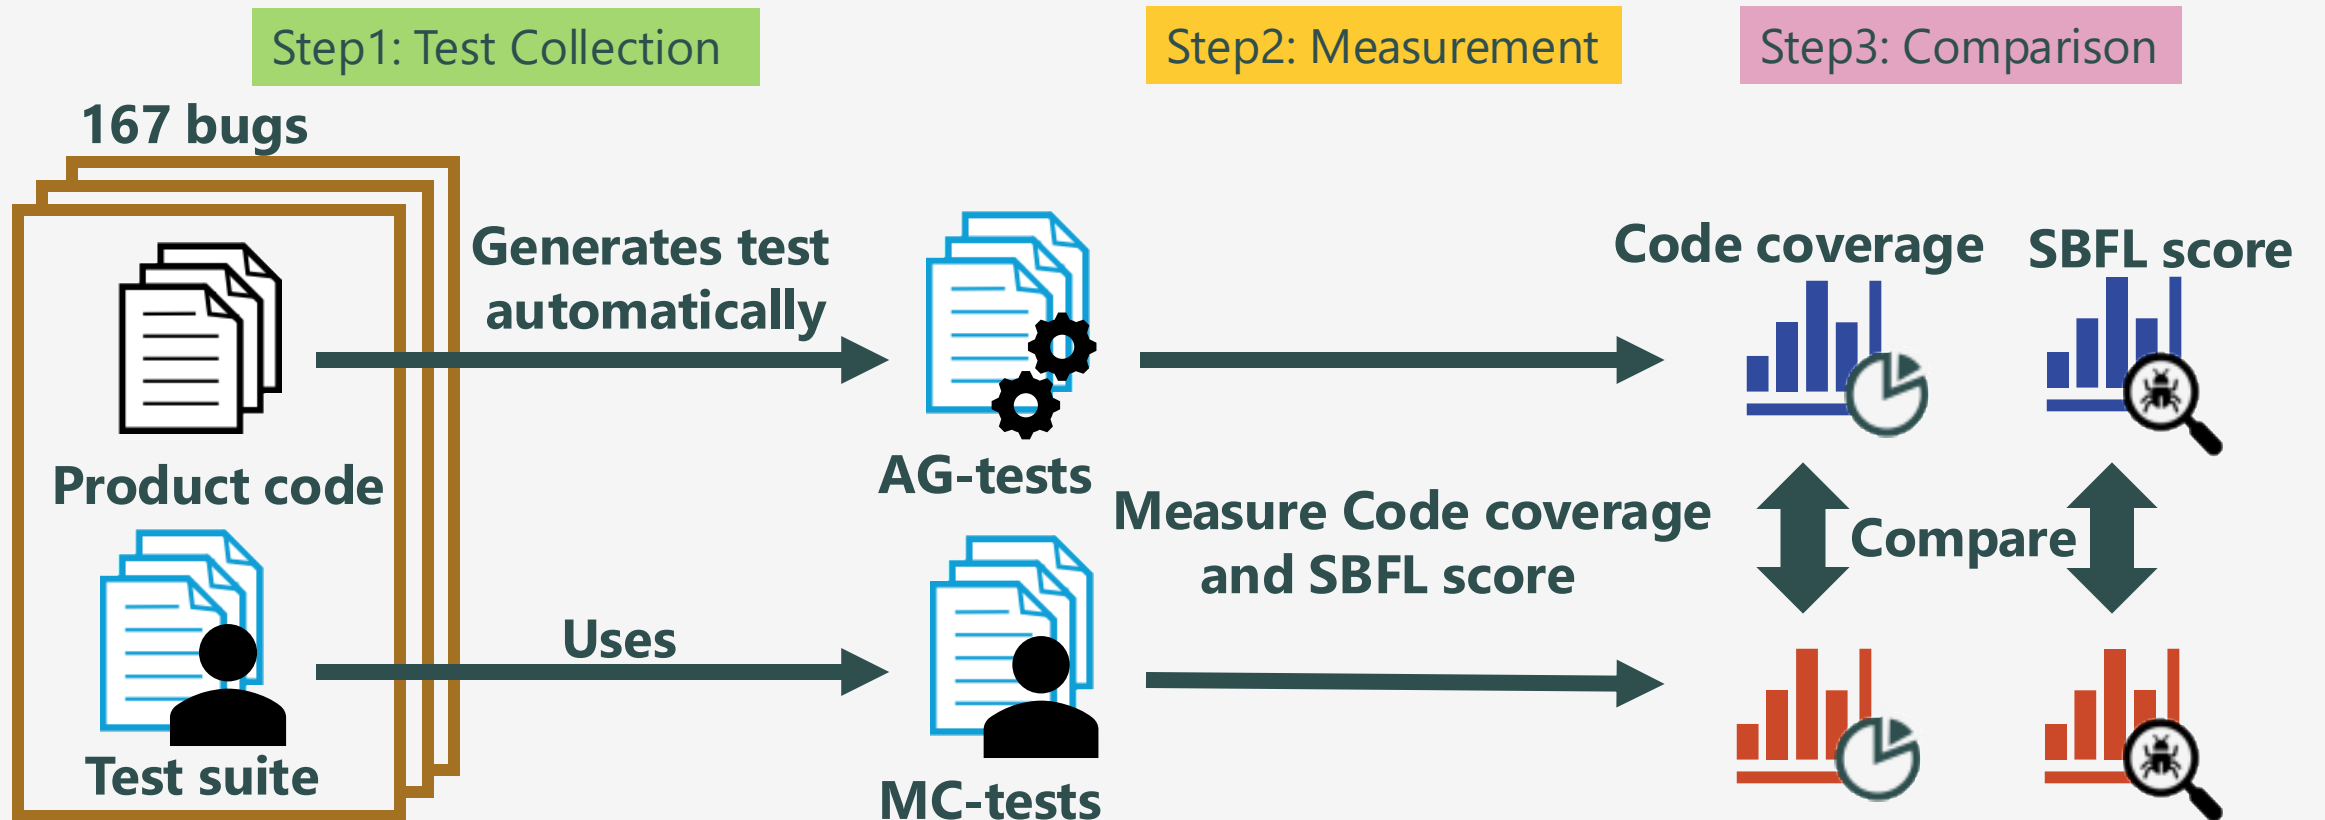 Step1: Test Collection
Step2: Measurement
Step3: Comparison
167 bugs
Generates test
automatically
Code coverage
SBFL score
Product code
AG-tests
Measure Code coverage
and SBFL score
Compare
Uses
Test suite
MC-tests